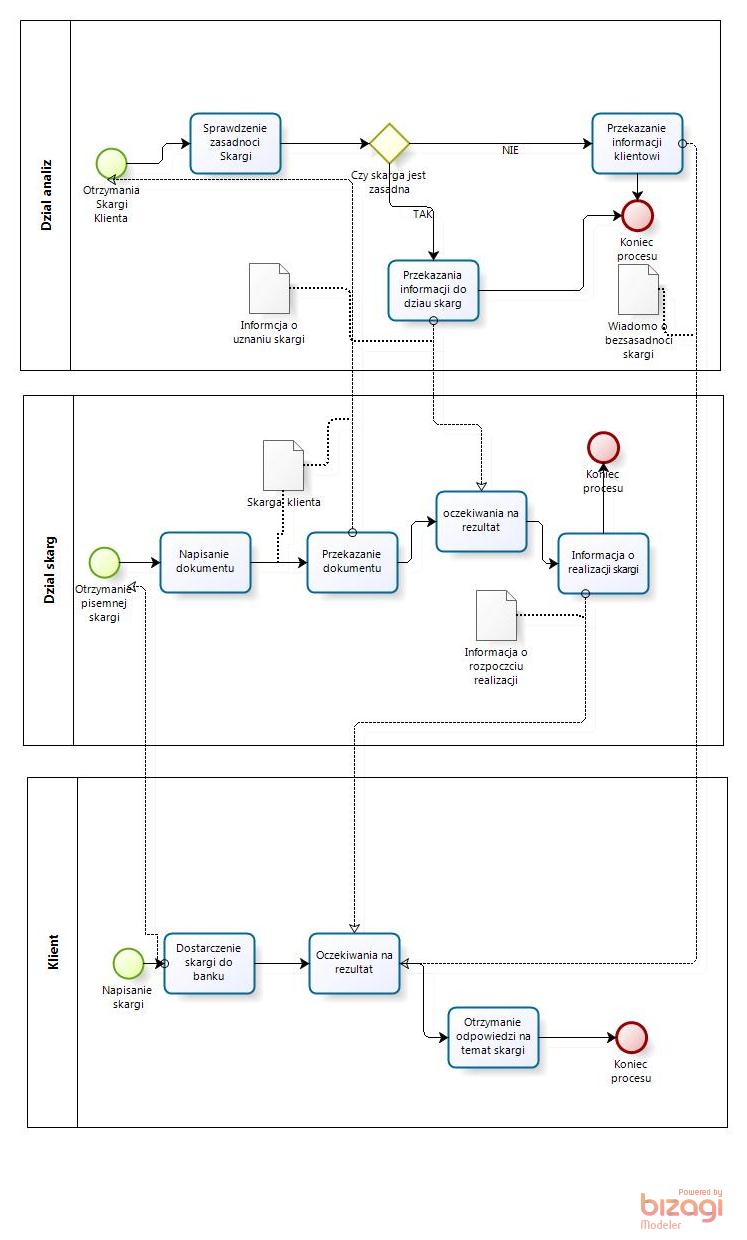 Dzial analiz
Sprawdzenie
zasadnoci
Skargi
Przekazanie
informacji
klientowi
NIE
Otrzymania
Skargi
Klienta
Czy skarga jest
zasadna
TAK
Koniec
procesu
Przekazania
informacji do
dziau skarg
Informcja o
uznaniu skargi
Wiadomo o
bezsasadnoci
skargi
Dzial skarg
Koniec
procesu
Skarga klienta
oczekiwania na
rezultat
Napisanie
dokumentu
Przekazanie
dokumentu
Informacja o
realizacji skargi
Otrzymanie
pisemnej
skargi
Informacja o
rozpoczciu
realizacji
Klient
Dostarczenie
skargi do
banku
Oczekiwania na
rezultat
Napisanie
skargi
Otrzymanie
odpowiedzi na
temat skargi
Koniec
procesu
Powered by
bizagi
Modeler